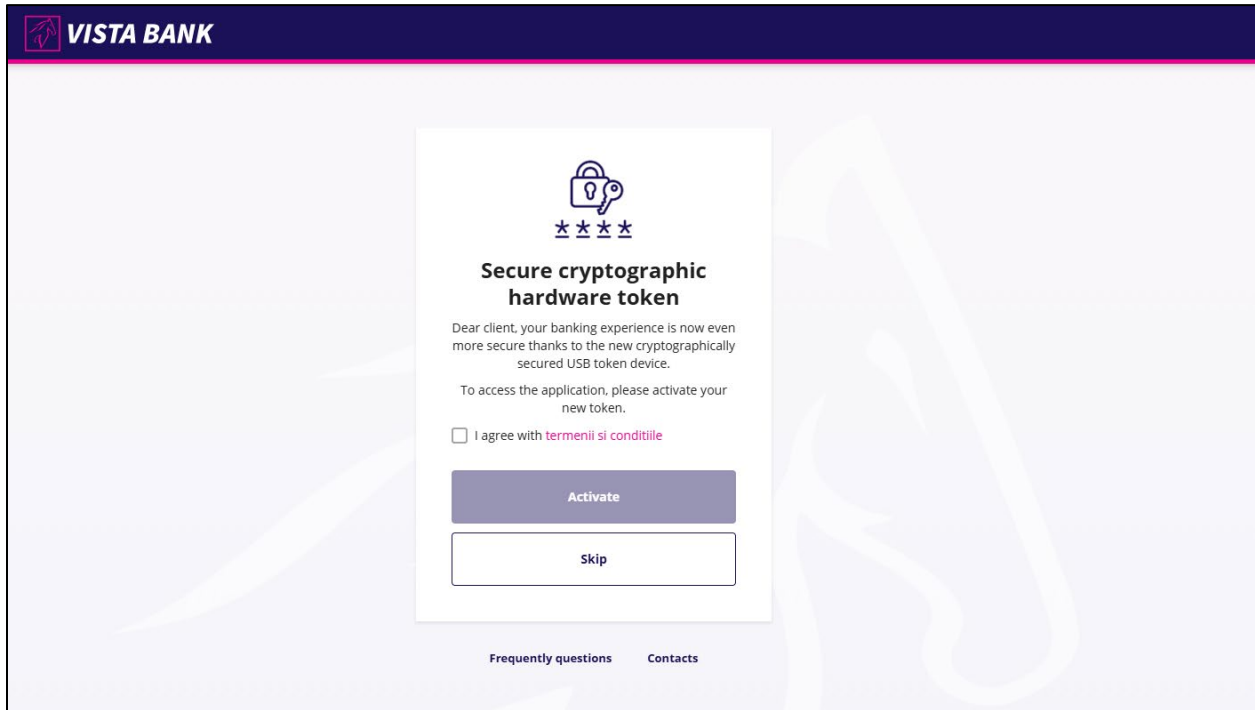 VISTA BANK
****
Secure cryptographic
hardware token
Dear client, your banking experience is now even
more secure thanks to the new cryptographically
secured USB token device.
To access the application, please activate your
new token.
I agree with termenii si conditiile
Activate
Skip
Frequently questions Contacts